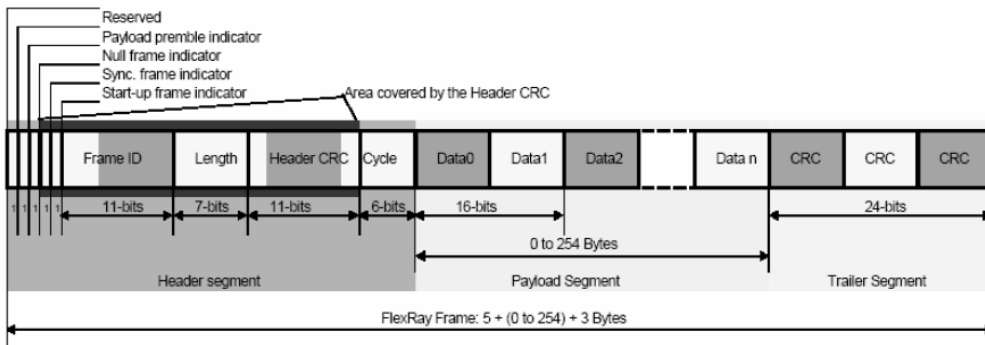 Reserved
Payload premble indicator
Null frame indicator
Sync. frame indicator
Start-up frame indicator
Area covered by the Header CRC
Frame ID Length Header CRC Cycle Data0 Data1 Data2 Data n CRC CRC CRC
1 1 1 1 1 11-bits 7-bits 11-bits 6-bits 16-bits 24-bits
0 to 254 Bytes
Header segment Payload Segment Trailer Segment
FlexRay Frame: 5 + (0 to 254) + 3 Bytes